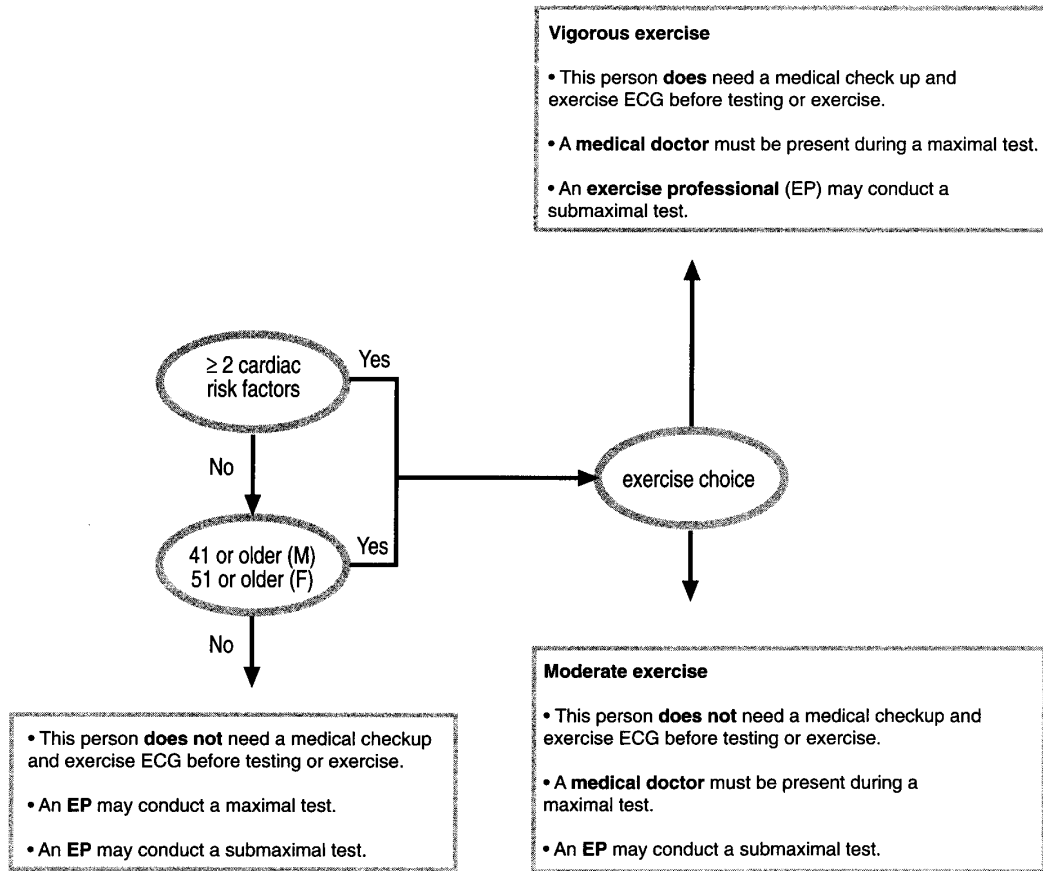 Vigorous exercise
• This person does need a medical check up and
exercise ECG before testing or exercise.
• A medical doctor must be present during a maximal test.
• An exercise professional (EP) may conduct a
submaximal test.
≥ 2 cardiac
risk factors
Yes
No
exercise choice
41 or older (M)
51 or older (F)
Yes
No
• This person does not need a medical checkup
and exercise ECG before testing or exercise.
• An EP may conduct a maximal test.
• An EP may conduct a submaximal test.
Moderate exercise
• This person does not need a medical checkup and
exercise ECG before testing or exercise.
• A medical doctor must be present during a
maximal test.
• An EP may conduct a submaximal test.